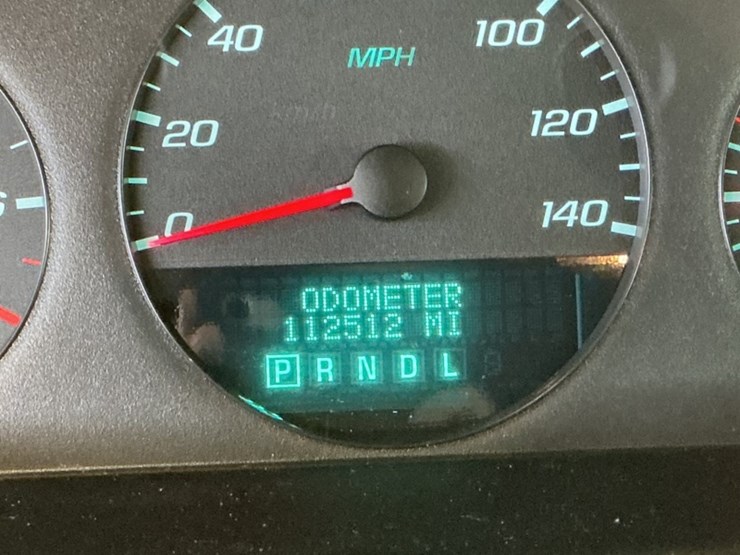 40 MPH 100
20 120
0 140
ODOMETER
112512 MI
P R N D L